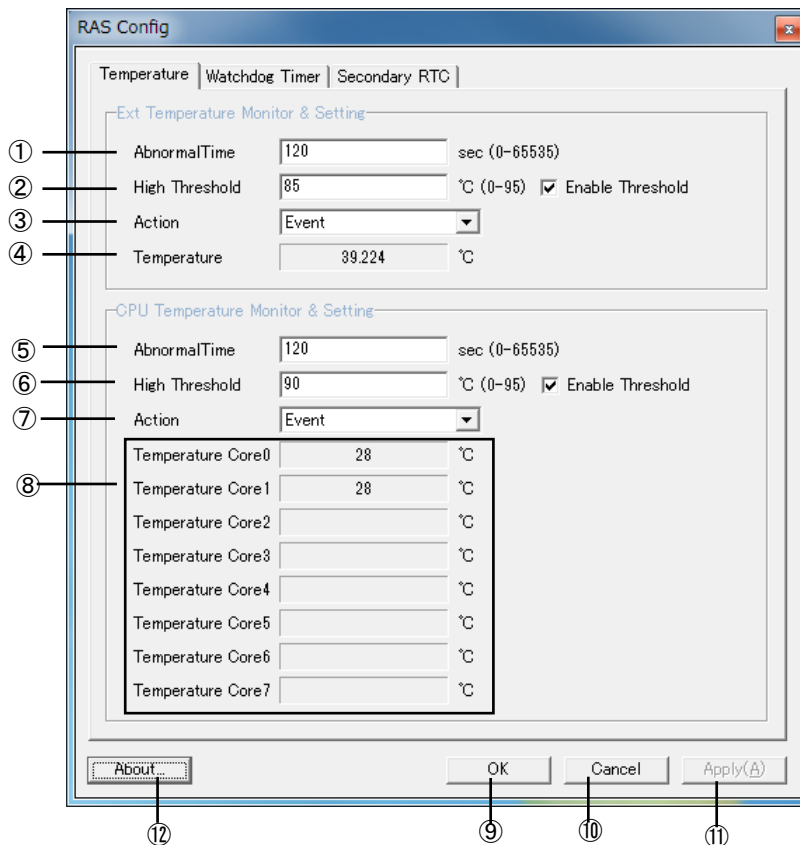 RAS Config
x
Temperature Watchdog Timer Secondary RTC
Ext Temperature Monitor & Setting
① AbnormalTime 120 sec (0-65535)
② High Threshold 85 ℃ (0-95) Enable Threshold
③ Action Event
④ Temperature 39.224 ℃
CPU Temperature Monitor & Setting
⑤ AbnormalTime 120 sec (0-65535)
⑥ High Threshold 90 ℃ (0-95) Enable Threshold
⑦ Action Event
Temperature Core0 28 ℃
⑧ Temperature Core1 28 ℃
Temperature Core2 ℃
Temperature Core3 ℃
Temperature Core4 ℃
Temperature Core5 ℃
Temperature Core6 ℃
Temperature Core7 ℃
About... OK Cancel Apply(A)
⑫ ⑨ ⑩ ⑪